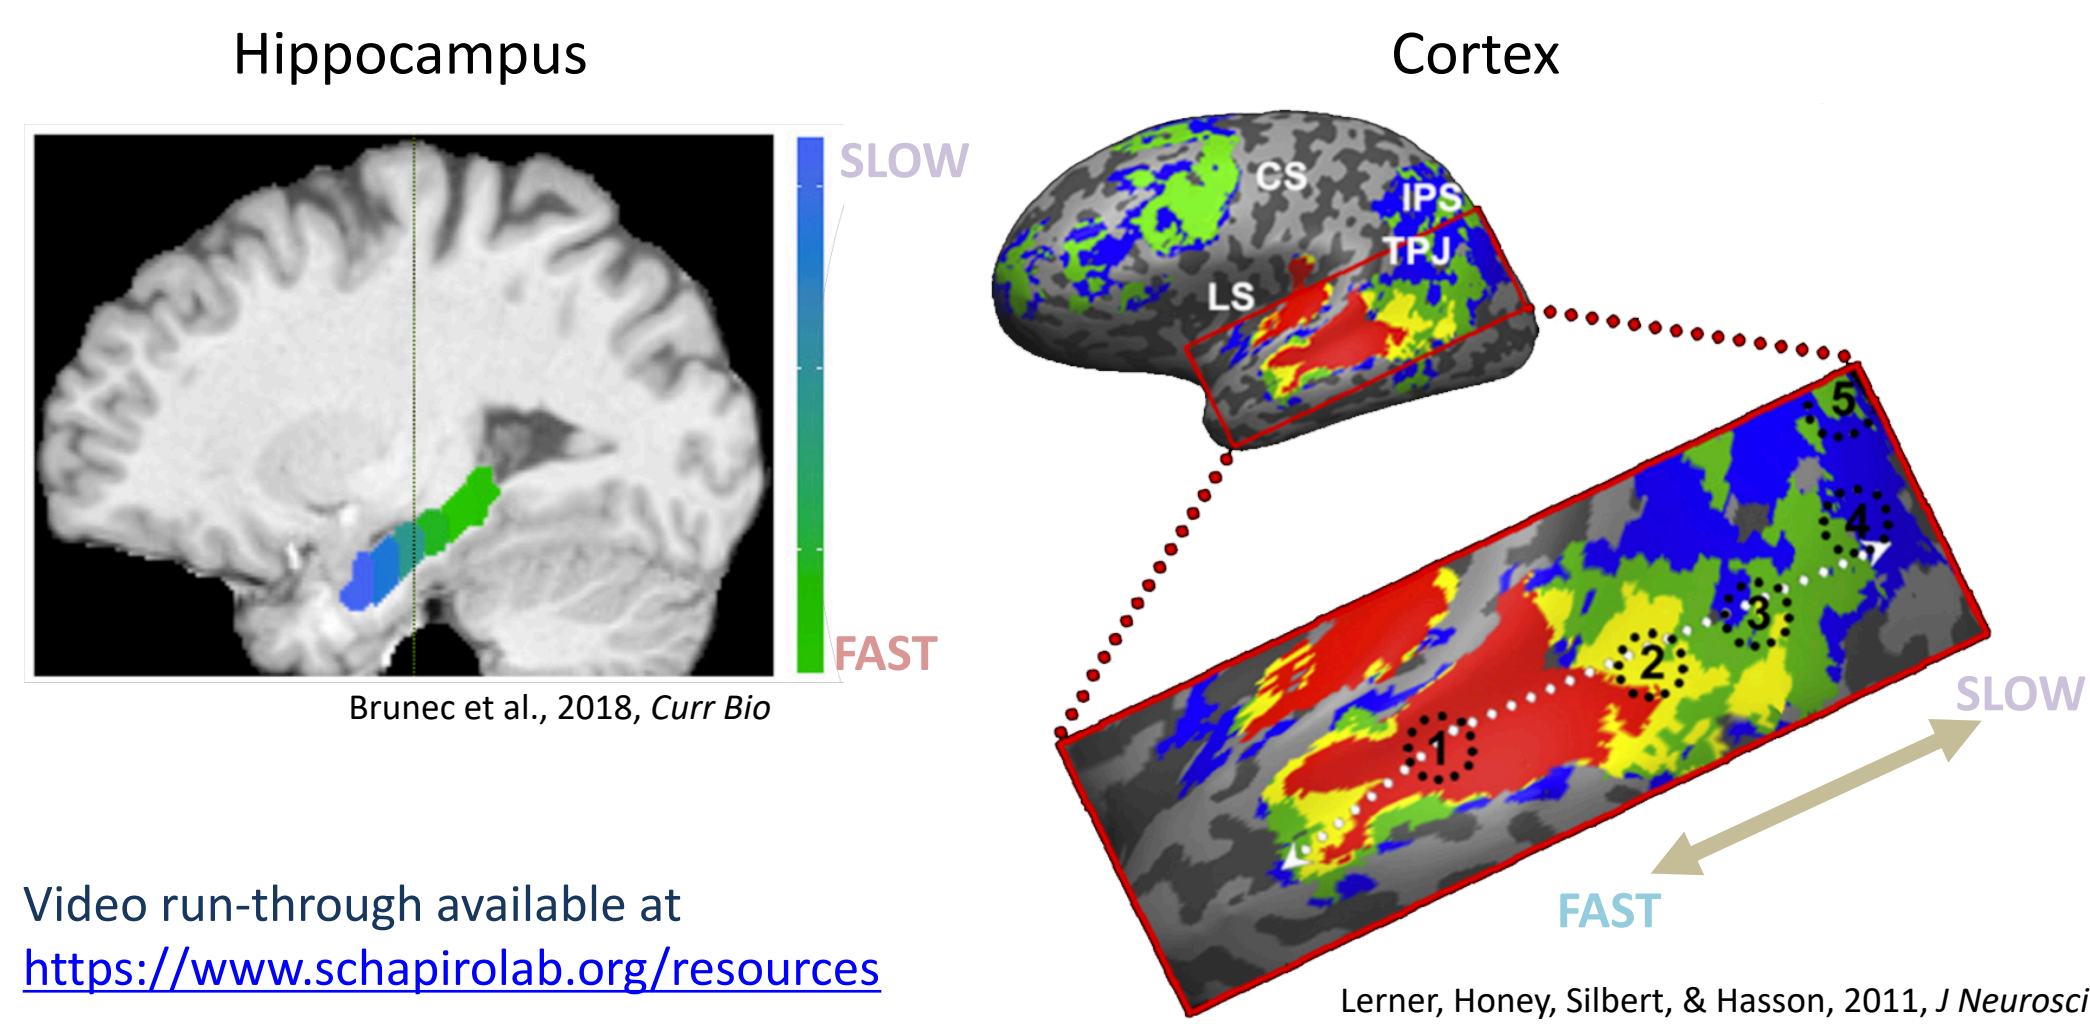 Hippocampus
Cortex
SLOW
FAST
Brunec et al., 2018, Curr Bio
CS
IPS
TPJ
LS
5
4
3
2
1
SLOW
FAST
Video run-through available at
https://www.schapirolab.org/resources
Lerner, Honey, Silbert, & Hasson, 2011, J Neurosci